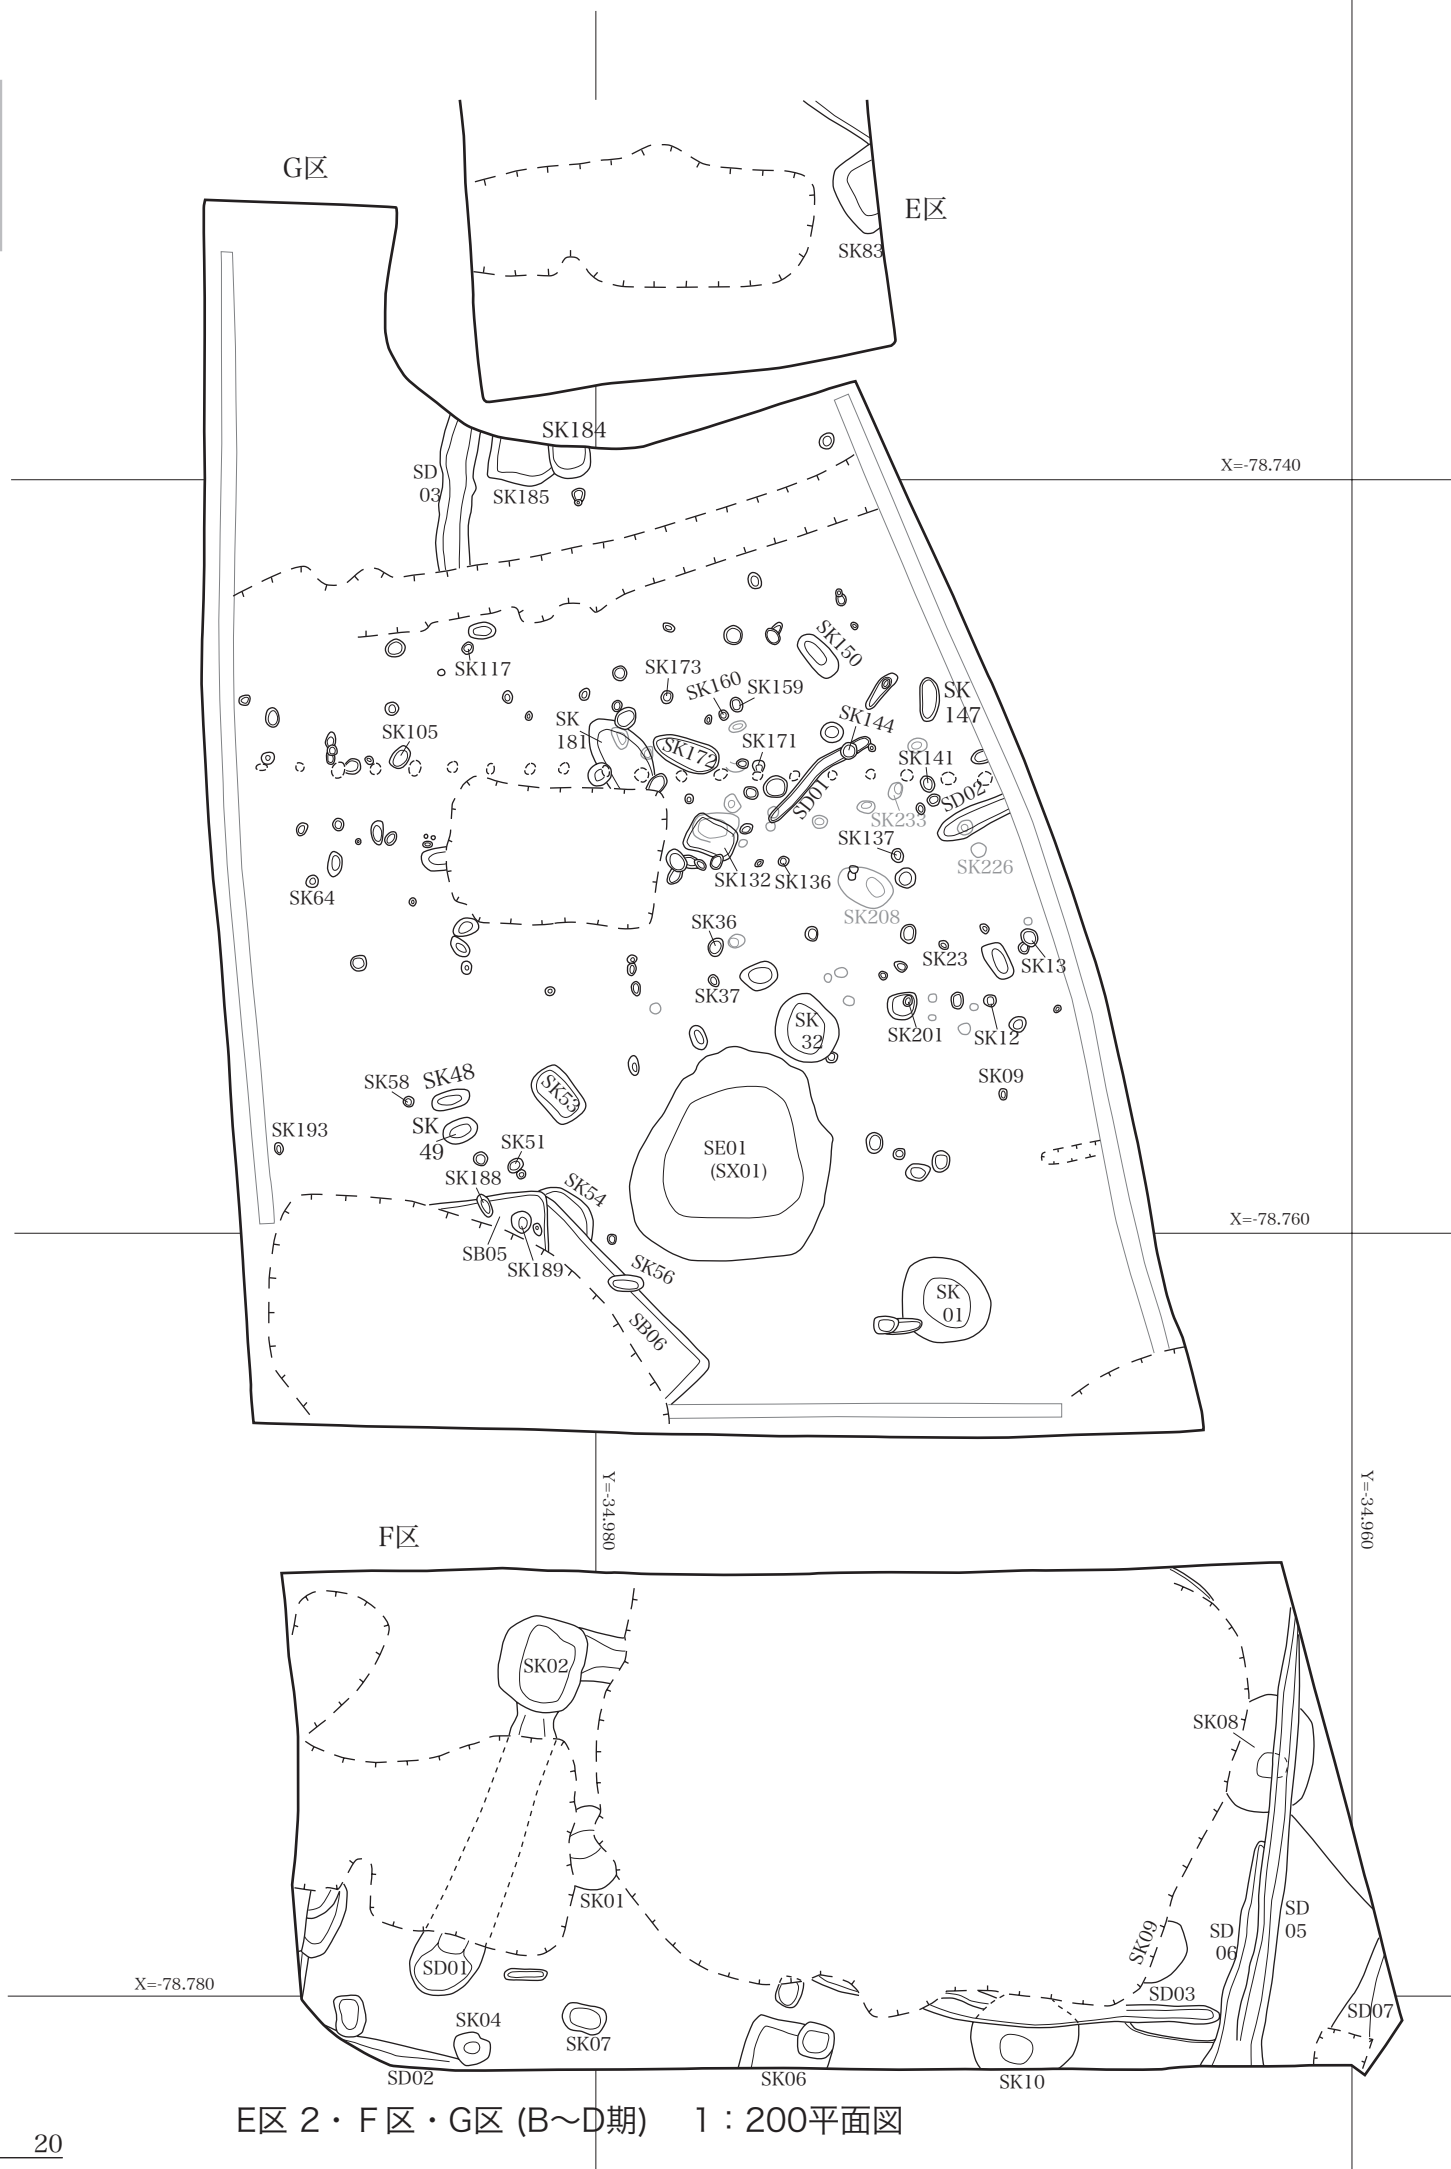 G区
E区
SK83
SK184
SD
03
SK185
X=-78.740
SK117
SK173
SK160
SK159
SK150
SK
147
SK144
SK
181
SK172
SK171
SK105
SK141
SD01
SD02
SK233
SK137
SK226
SK132
SK136
SK64
SK208
SK36
SK23
SK13
SK37
SK
32
SK201
SK12
SK09
SK58
SK48
SK53
SK
49
SK193
SK51
SE01
(SX01)
SK188
SK54
X=-78.760
SB05
SK189
SK56
SB06
SK
01
Y=-34.980
Y=-34.960
F区
SK02
SK08
SK01
SD
05
SD
06
SK09
SD01
X=-78.780
SD03
SD07
SK04
SK07
SD02
SK06
SK10
E区 2・F区・G区 (B～D期) 1：200平面図
20